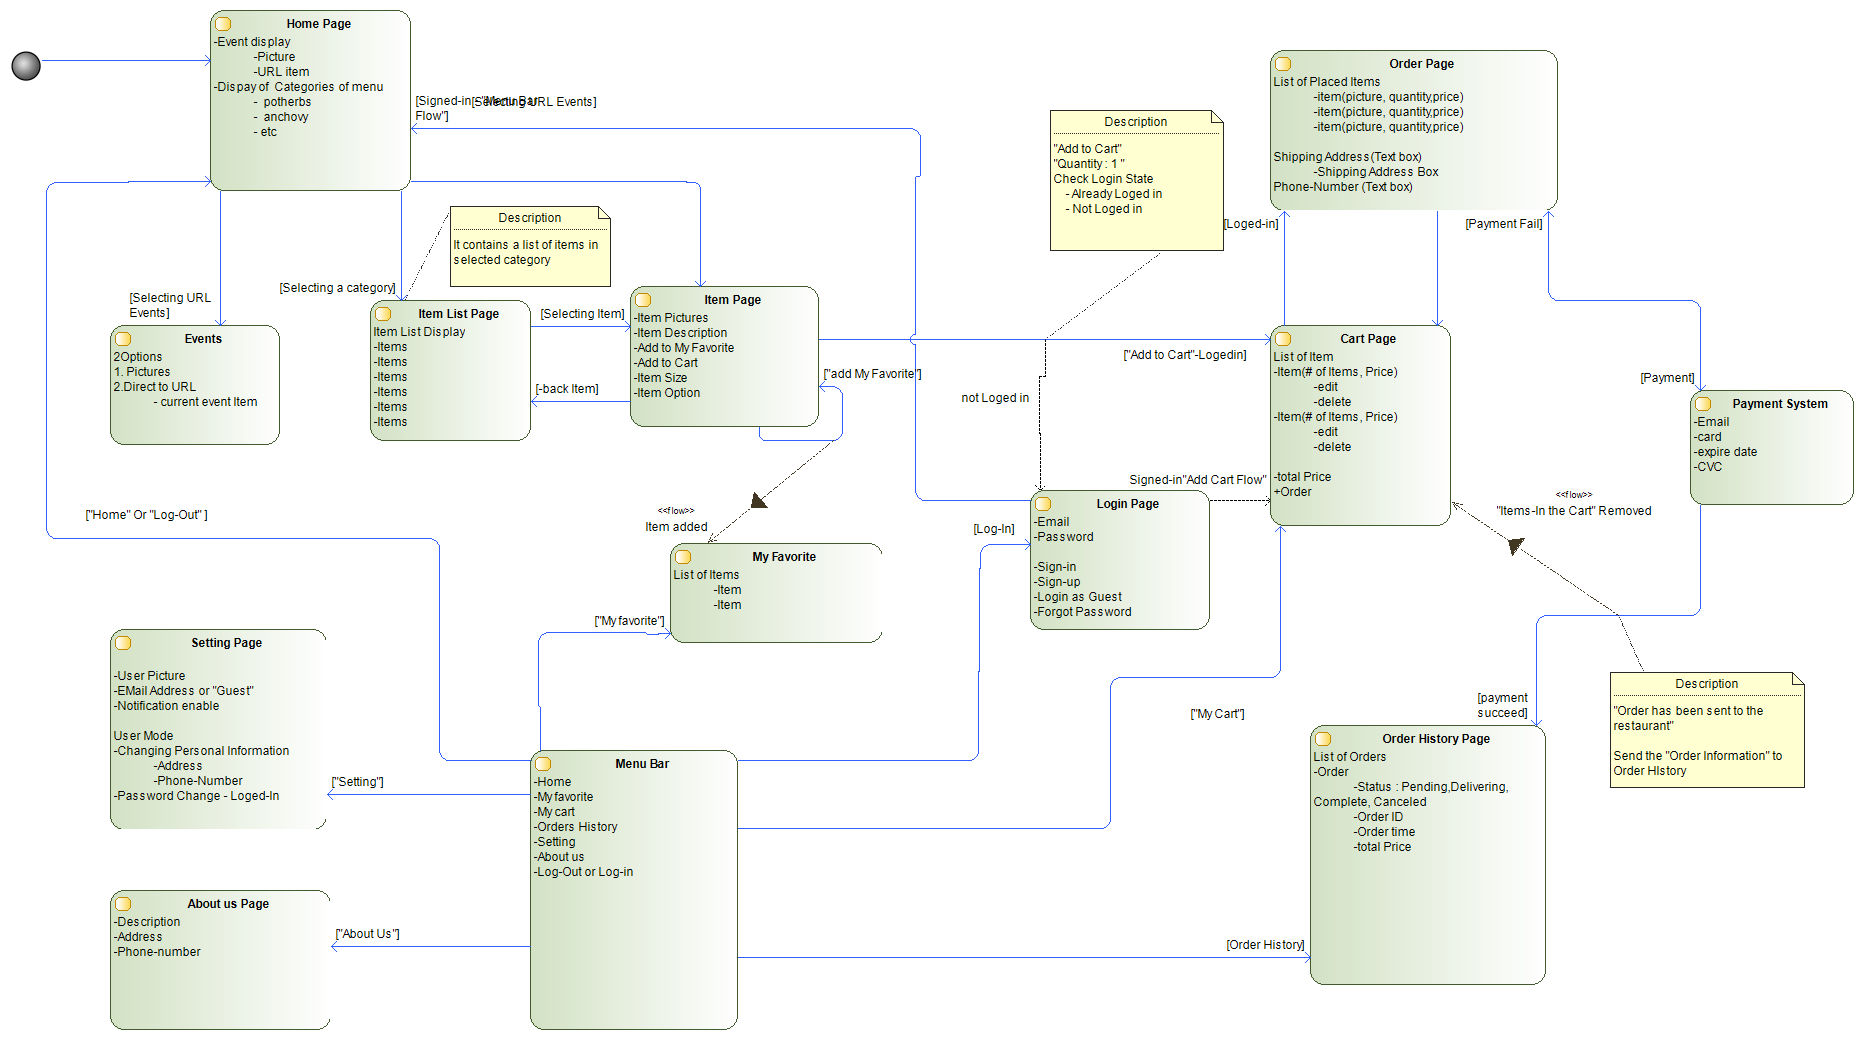 Home Page
-Event display
-Picture
-URL item
-Dispay of Categories of menu
- potherbs
- anchovy
- etc
[Signed-in-"Menu Bar
Flow"]
[Selecting URL Events]
Description
"Add to Cart"
"Quantity : 1 "
Check Login State
- Already Loged in
- Not Loged in
Order Page
List of Placed Items
-item(picture, quantity,price)
-item(picture, quantity,price)
-item(picture, quantity,price)
Shipping Address (Text box)
-Shipping Address Box
Phone-Number (Text box)
Description
It contains a list of items in
selected category
[Loged-in]
[Payment Fail]
[Selecting URL
Events]
[Selecting a category]
Events
2Options
1. Pictures
2.Direct to URL
- current event Item
Item List Page
Item List Display
-Items
-Items
-Items
-Items
-Items
-Items
[Selecting Item]
[-back Item]
Item Page
-Item Pictures
-Item Description
-Add to My Favorite
-Add to Cart
-Item Size
-Item Option
["add My Favorite"]
["Add to Cart"-Logedin]
not Loged in
Cart Page
List of Item
-Item(# of Items, Price)
-edit
-delete
-Item(# of Items, Price)
-edit
-delete
-total Price
+Order
[Payment]
Payment System
-Email
-card
-expire date
-CVC
Signed-in"Add Cart Flow"
<<flow>>
"Items-In the Cart" Removed
["Home" Or "Log-Out" ]
<<flow>>
Item added
[Log-In]
Login Page
-Email
-Password
-Sign-in
-Sign-up
-Login as Guest
-Forgot Password
My Favorite
List of Items
-Item
-Item
["My favorite"]
Setting Page
-User Picture
-EMail Address or "Guest"
-Notification enable
User Mode
-Changing Personal Information
-Address
-Phone-Number
-Password Change - Loged-In
["Setting"]
["My Cart"]
[payment
succeed]
Description
"Order has been sent to the
restaurant"
Send the "Order Information" to
Order HIstory
Menu Bar
-Home
-My favorite
-My cart
-Orders History
-Setting
-About us
-Log-Out or Log-in
Order History Page
List of Orders
-Order
-Status : Pending,Delivering,
Complete, Canceled
-Order ID
-Order time
-total Price
About us Page
-Description
-Address
-Phone-number
["About Us"]
[Order History]